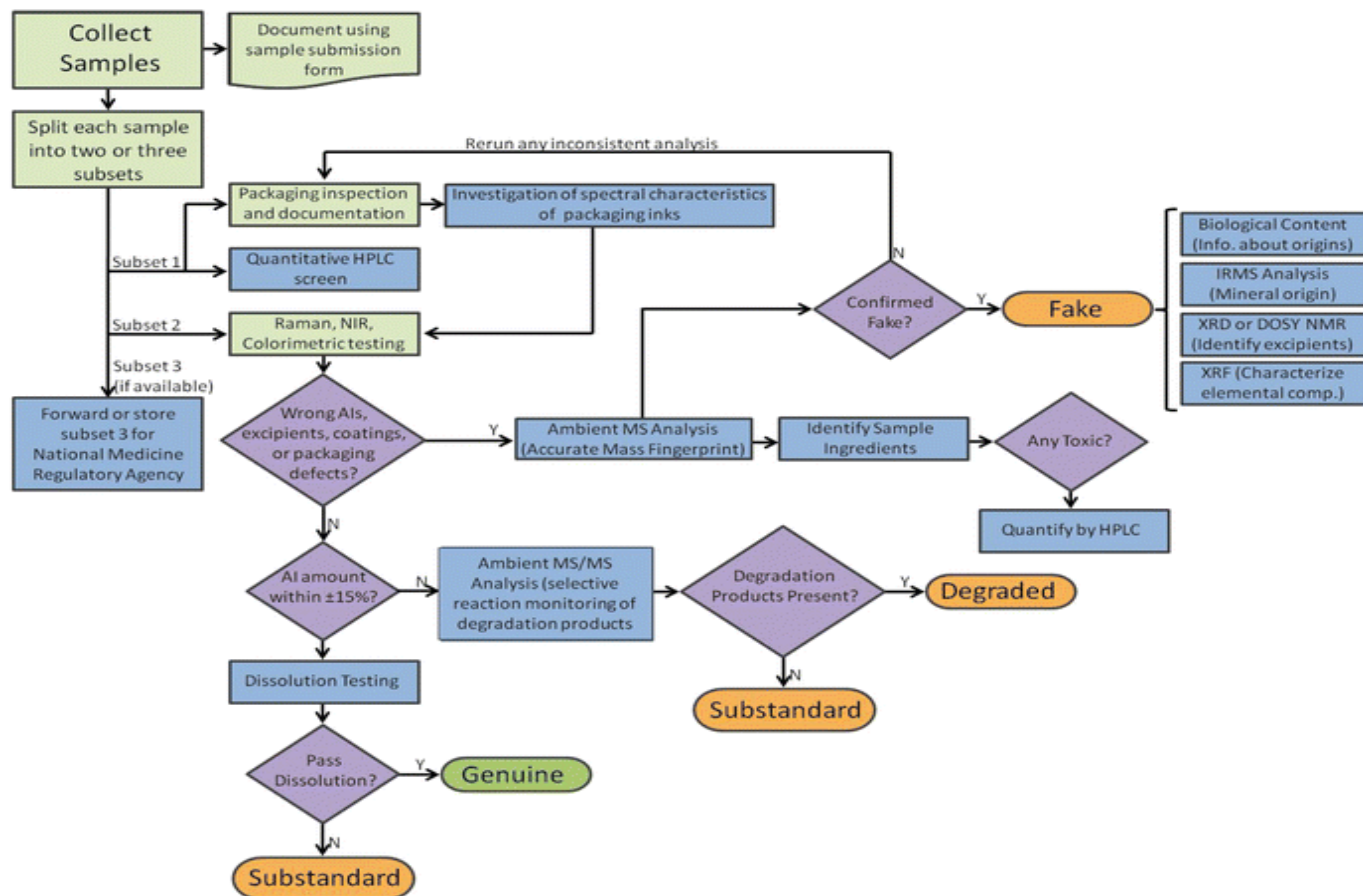 Collect
Samples
Document using
sample submission
form
Split each sample
into two or three
subsets
Rerun any inconsistent analysis
Packaging inspection
and documentation
Investigation of spectral characteristics
of packaging inks
Subset 1
Quantitative HPLC
screen
Subset 2
Raman, NIR,
Colorimetric testing
Subset 3
(if available)
Forward or store
subset 3 for
National Medicine
Regulatory Agency
N
Confirmed
Fake?
Y
Fake
Biological Content
(Info. about origins)
IRMS Analysis
(Mineral origin)
XRD or DOSY NMR
(Identify excipients)
XRF (Characterize
elemental comp.)
Wrong AIs,
excipients, coatings,
or packaging
defects?
Y
Ambient MS Analysis
(Accurate Mass Fingerprint)
Identify Sample
Ingredients
Any Toxic?
Quantify by HPLC
N
AI amount
within ±15%?
N
Ambient MS/MS
Analysis (selective
reaction monitoring of
degradation products
Degradation
Products Present?
Y
Degraded
N
Substandard
Dissolution Testing
Pass
Dissolution?
Y
Genuine
N
Substandard